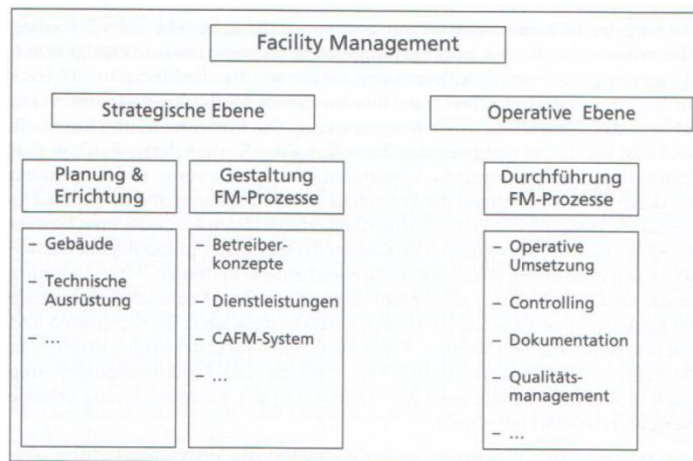 Facility Management
Strategische Ebene
Operative Ebene
Planung &
Errichtung
– Gebäude
– Technische
Ausrüstung
– ...
Gestaltung
FM-Prozesse
– Betreiber-
konzepte
– Dienstleistungen
– CAFM-System
– ...
Durchführung
FM-Prozesse
– Operative
Umsetzung
– Controlling
– Dokumentation
– Qualitäts-
management
– ...